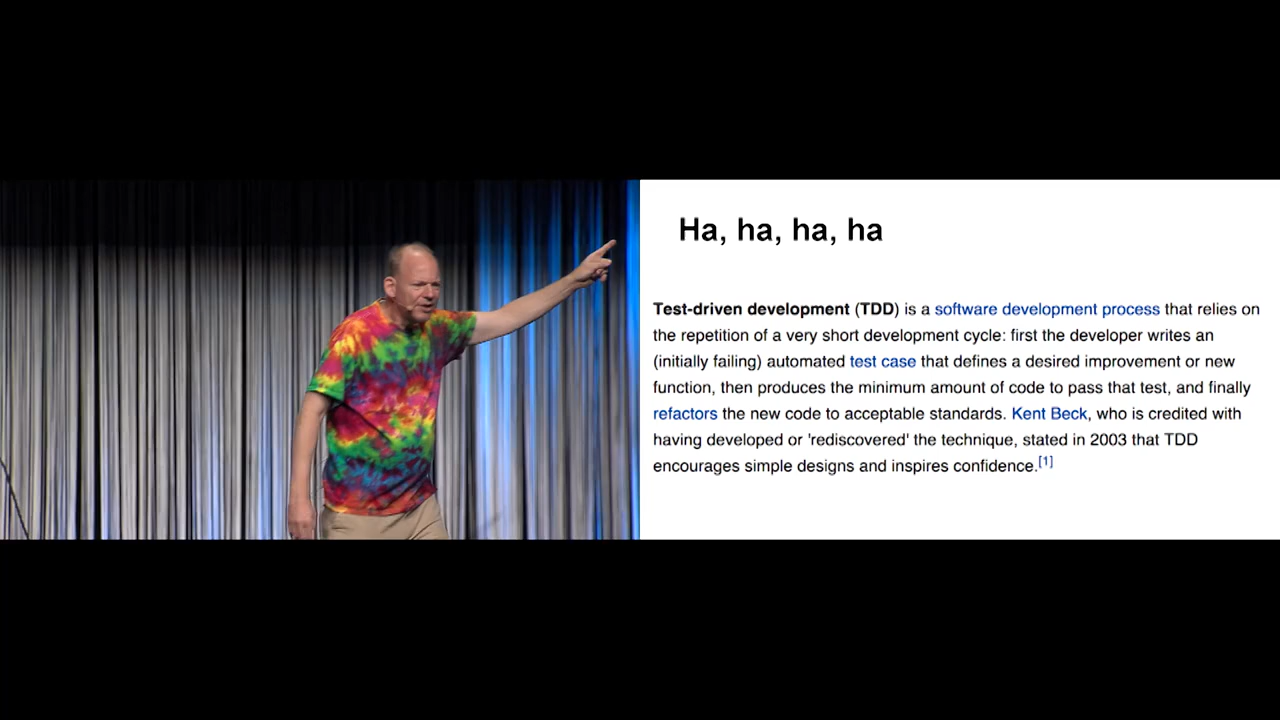 Ha, ha, ha, ha
Test-driven development (TDD) is a software development process that relies on
the repetition of a very short development cycle: first the developer writes an
(initially failing) automated test case that defines a desired improvement or new
function, then produces the minimum amount of code to pass that test, and finally
refactors the new code to acceptable standards. Kent Beck, who is credited with
having developed or 'rediscovered' the technique, stated in 2003 that TDD
encourages simple designs and inspires confidence.[1]